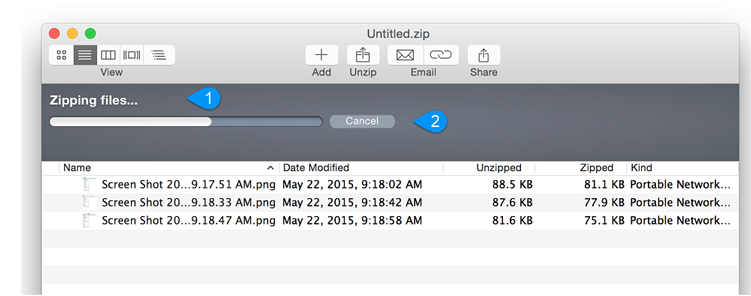 Untitled.zip
View
Add
Unzip
Email
Share
Zipping files...
1
Cancel
2
Name Date Modified Unzipped Zipped Kind
Screen Shot 20...9.17.51 AM.png May 22, 2015, 9:18:02 AM 88.5 KB 81.1 KB Portable Network...
Screen Shot 20...9.18.33 AM.png May 22, 2015, 9:18:42 AM 87.6 KB 77.9 KB Portable Network...
Screen Shot 20...9.18.47 AM.png May 22, 2015, 9:18:58 AM 81.6 KB 75.1 KB Portable Network...